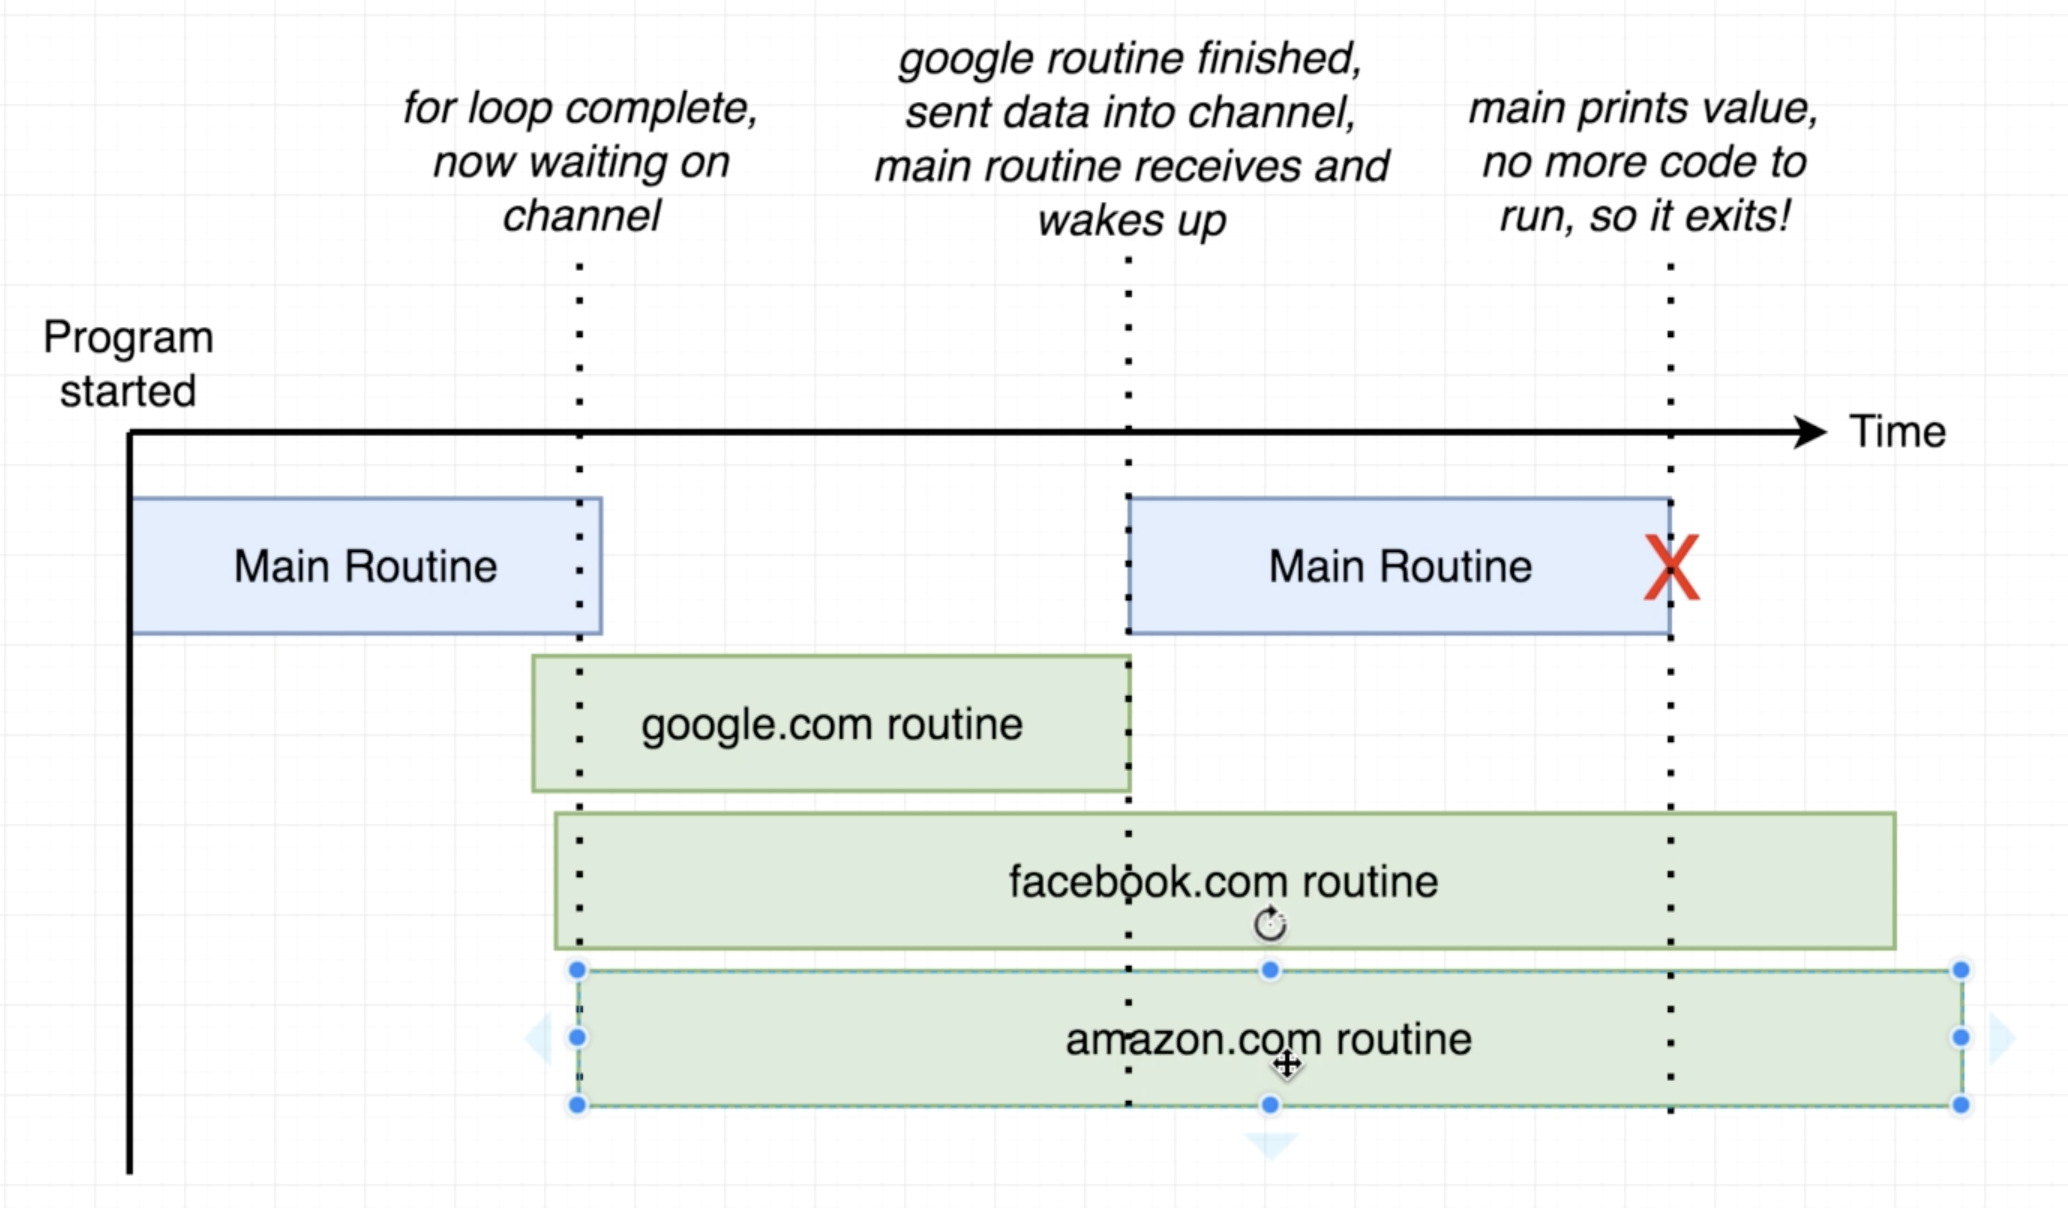 for loop complete,
now waiting on
channel
google routine finished,
sent data into channel,
main routine receives and
wakes up
main prints value,
no more code to
run, so it exits!
Program
started
Time
Main Routine
Main Routine
X
google.com routine
facebook.com routine
amazon.com routine